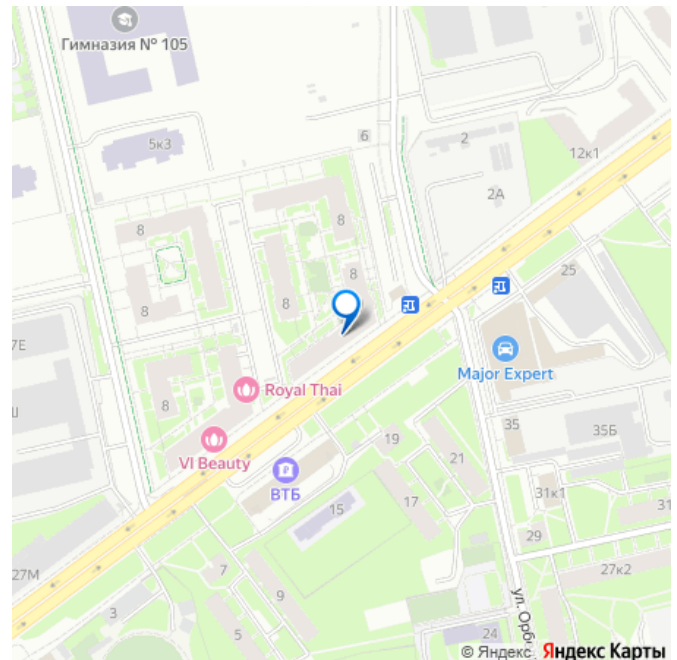 Гимназия № 105
5к3
6
2
12к1
2А
8
8
8
25
8
8
7Е
Major Expert
Royal Thai
8
35
35Б
VI Beauty
19
21
ВТБ
17
31к1
15
31
29
27М
7
27к2
9
3
5
24
© Яндекс Яндекс Карты